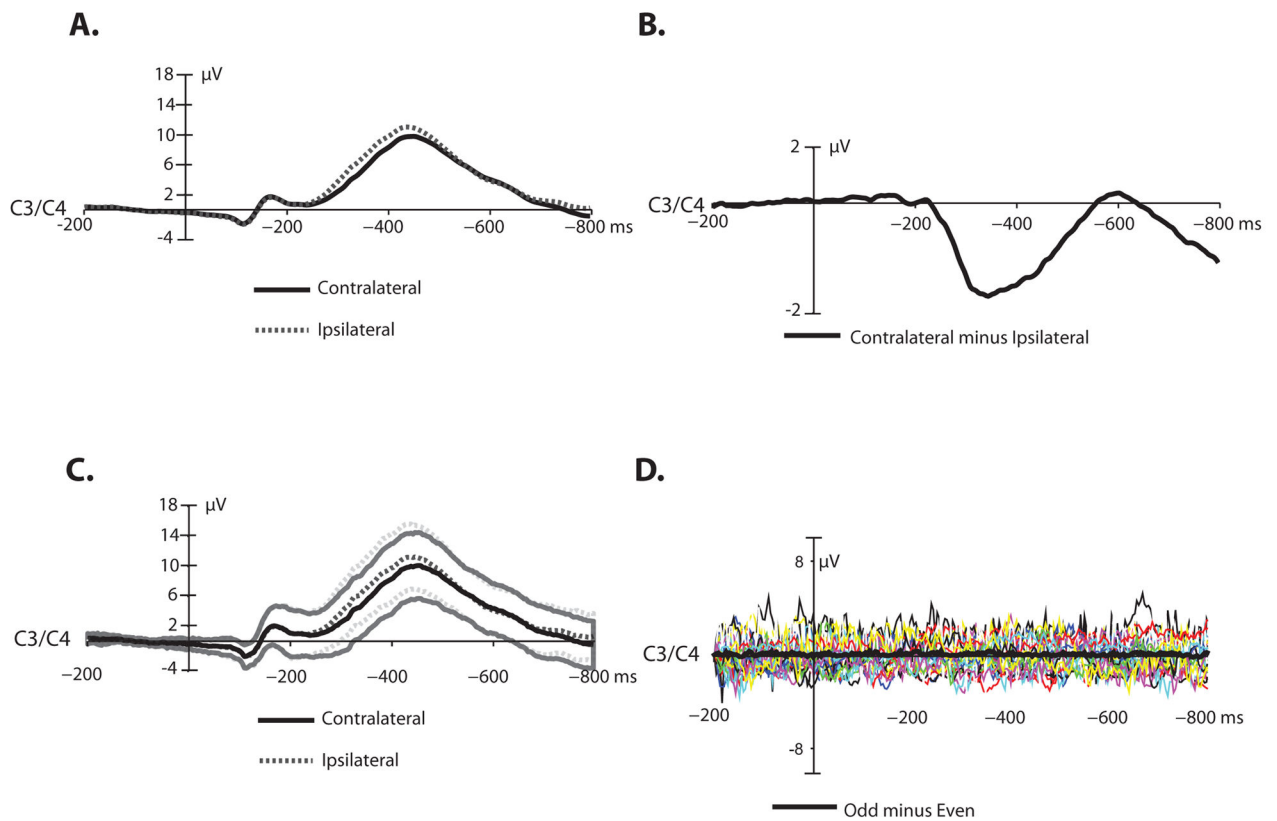 A.
18
µV
14
10
6
2
C3/C4
-200
−200
−400
−600
−800 ms
-4
Contralateral
Ipsilateral
B.
2
µV
C3/C4
−200
−200
−400
−600
−800 ms
-2
Contralateral minus Ipsilateral
C.
18
µV
14
10
6
2
C3/C4
-4
−200
−200
−400
−600
−800 ms
Contralateral
Ipsilateral
D.
8
µV
C3/C4
−200
−200
−400
−600
−800 ms
-8
Odd minus Even